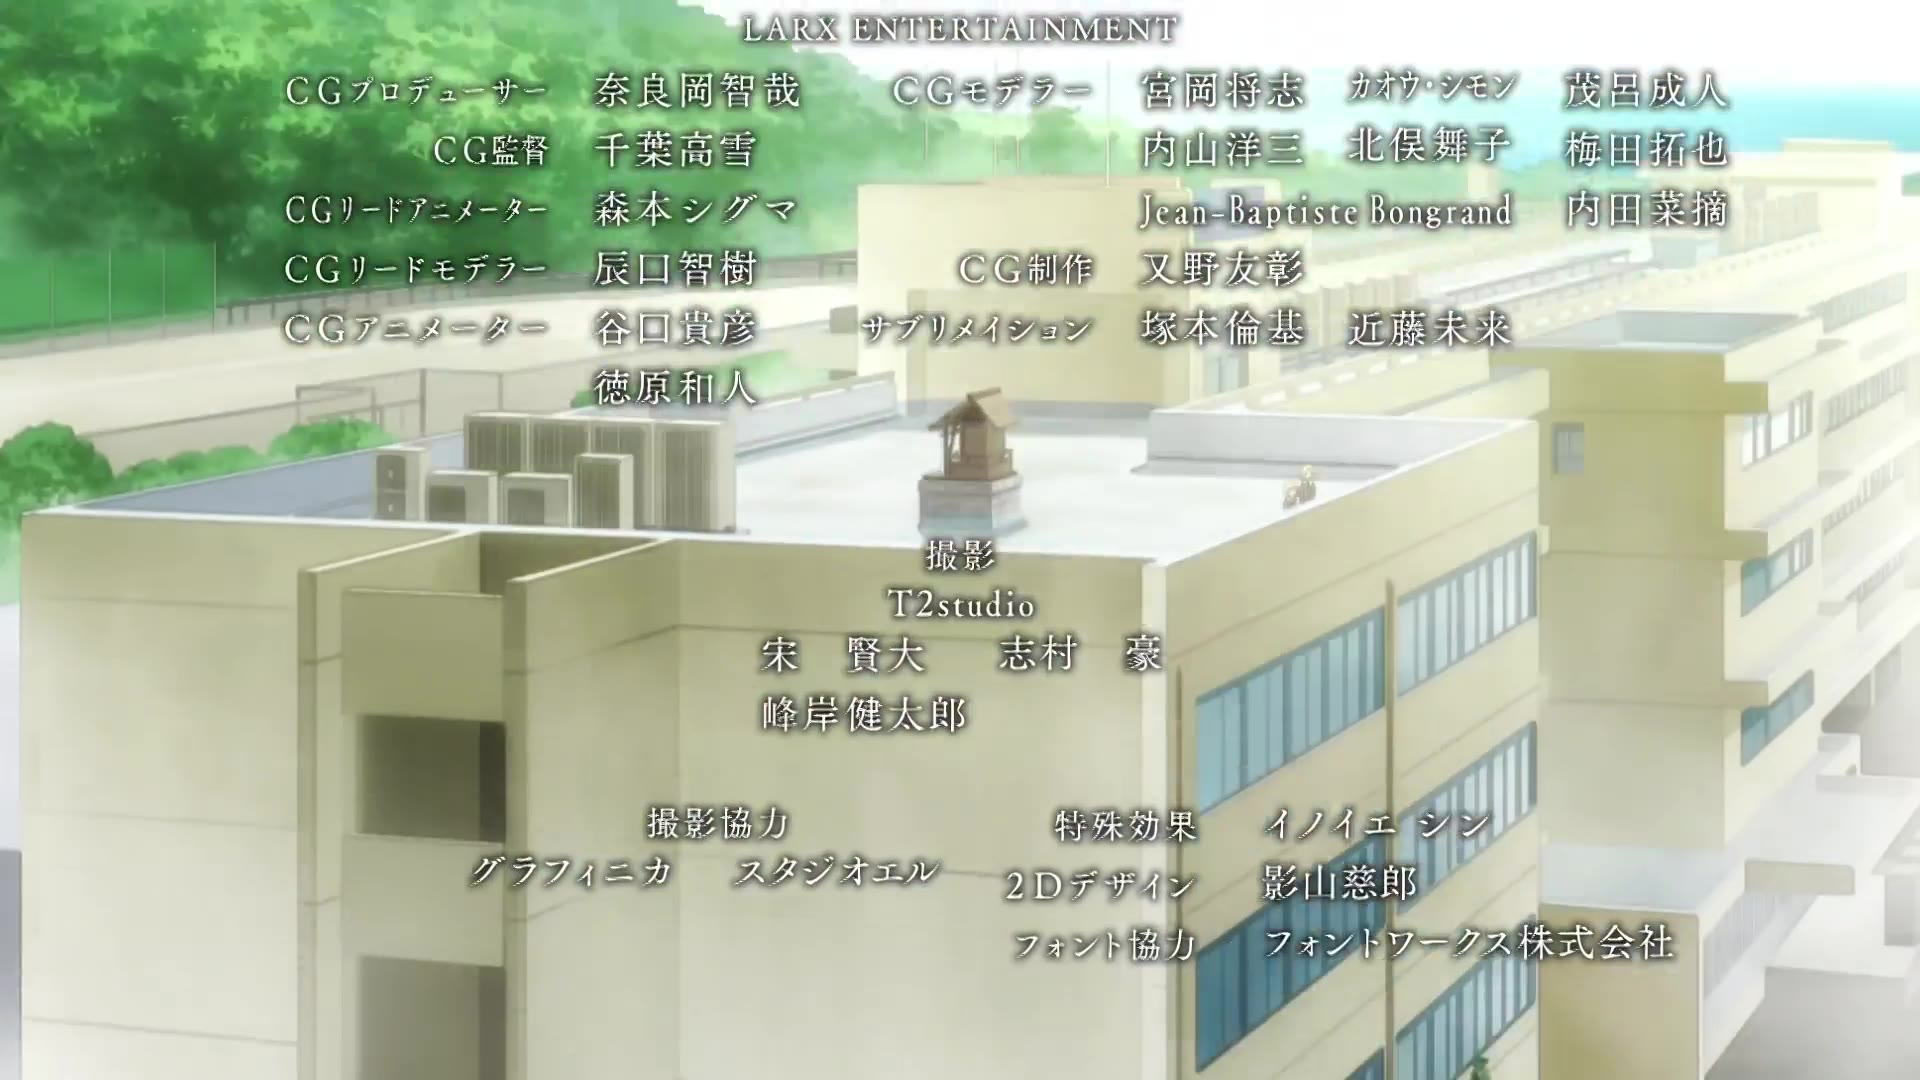 LARX ENTERTAINMENT
CGプロデューサー 奈良岡智哉 CGモデラー 宮岡将志 カオウ・シモン 茂呂成人
CG監督 千葉高雪 内山洋三 北俣舞子 梅田拓也
CGリードアニメーター 森本シグマ Jean-Baptiste Bongrand 内田菜摘
CGリードモデラー 辰口智樹 CG制作 又野友彰
CGアニメーター 谷口貴彦 サブリメイション 塚本倫基 近藤未来
徳原和人
撮影
T2studio
宋 賢大 志村 豪
峰岸健太郎
撮影協力 特殊効果 イノイエ シン
グラフィニカ スタジオエル 2Dデザイン 影山慈郎
フォント協力 フォントワークス株式会社